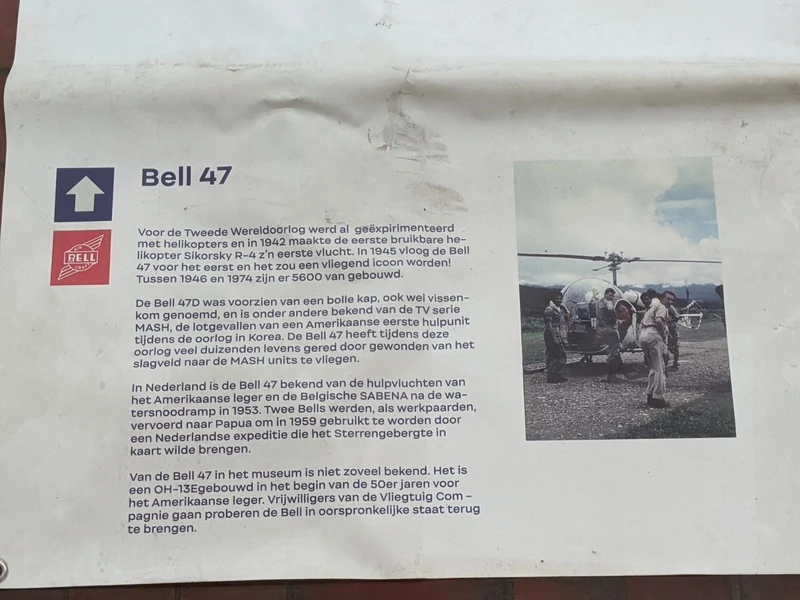 Bell 47
BELL
Voor de Tweede Wereldoorlog werd al geëxpirimenteerd
met helikopters en in 1942 maakte de eerste bruikbare he-
likopter Sikorsky R-4 z'n eerste vlucht. In 1945 vloog de Bell
47 voor het eerst en het zou een vliegend icoon worden!
Tussen 1946 en 1974 zijn er 5600 van gebouwd.
De Bell 47D was voorzien van een bolle kap, ook wel vissen-
kom genoemd, en is onder andere bekend van de TV serie
MASH, de lotgevallen van een Amerikaanse eerste hulpunit
tijdens de oorlog in Korea. De Bell 47 heeft tijdens deze
oorlog veel duizenden levens gered door gewonden van het
slagveld naar de MASH units te vliegen.
In Nederland is de Bell 47 bekend van de hulpvluchten van
het Amerikaanse leger en de Belgische SABENA na de wa-
tersnoodramp in 1953. Twee Bells werden, als werkpaarden,
vervoerd naar Papua om in 1959 gebruikt te worden door
een Nederlandse expeditie die het Sterrengebergte in
kaart wilde brengen.
Van de Bell 47 in het museum is niet zoveel bekend. Het is
een OH-13Egebouwd in het begin van de 50er jaren voor
het Amerikaanse leger. Vrijwilligers van de Vliegtuig Com -
pagnie gaan proberen de Bell in oorspronkelijke staat terug
te brengen.